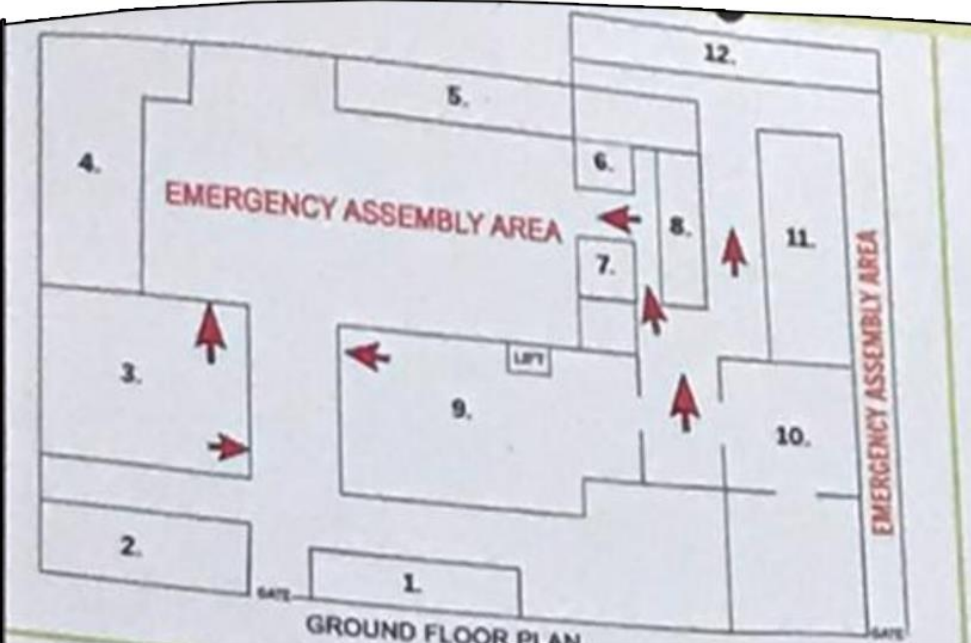 12.
5.
4.
6.
EMERGENCY ASSEMBLY AREA
8.
11.
7.
EMERGENCY ASSEMBLY AREA
LIFT
3.
9.
10.
2.
1.
GATE
GROUND FLOOR PLAN
GATE